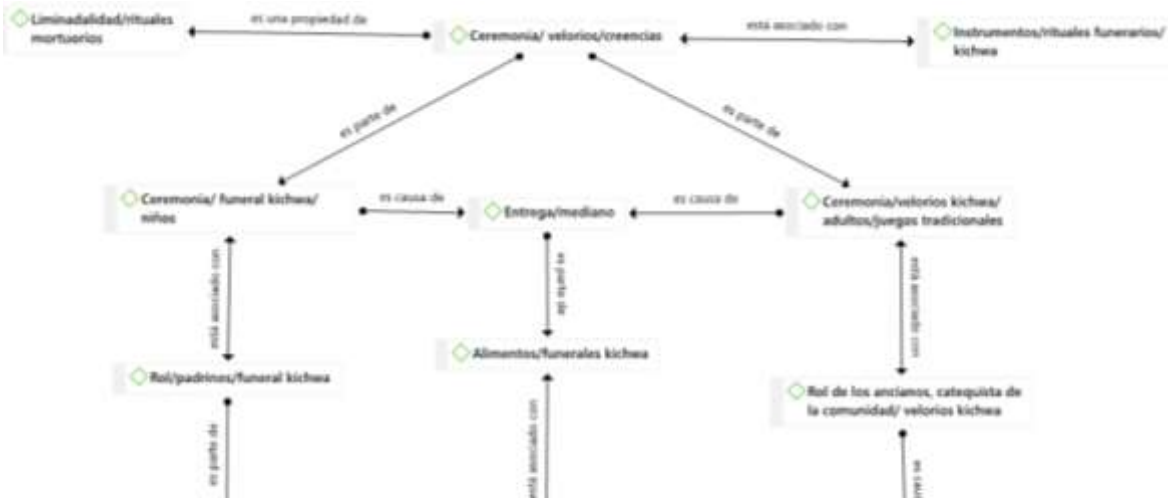 Liminadalidad/rituales
mortuorios
es una propiedad de
Ceremonia/ velorios/creencias
está asociado con
Instrumentos/rituales funerarios/
kichwa
es parte de
es parte de
Ceremonia/ funeral kichwa/
niños
es causa de
Entrega/mediano
es causa de
Ceremonia/velorios kichwa/
adultos/juegos tradicionales
está asociado con
es parte de
está asociado con
Alimentos/funerales kichwa
Rol/padrinos/funeral kichwa
Rol de los ancianos, catequista de
la comunidad/ velorios kichwa
es parte de
está asociado con
es cau